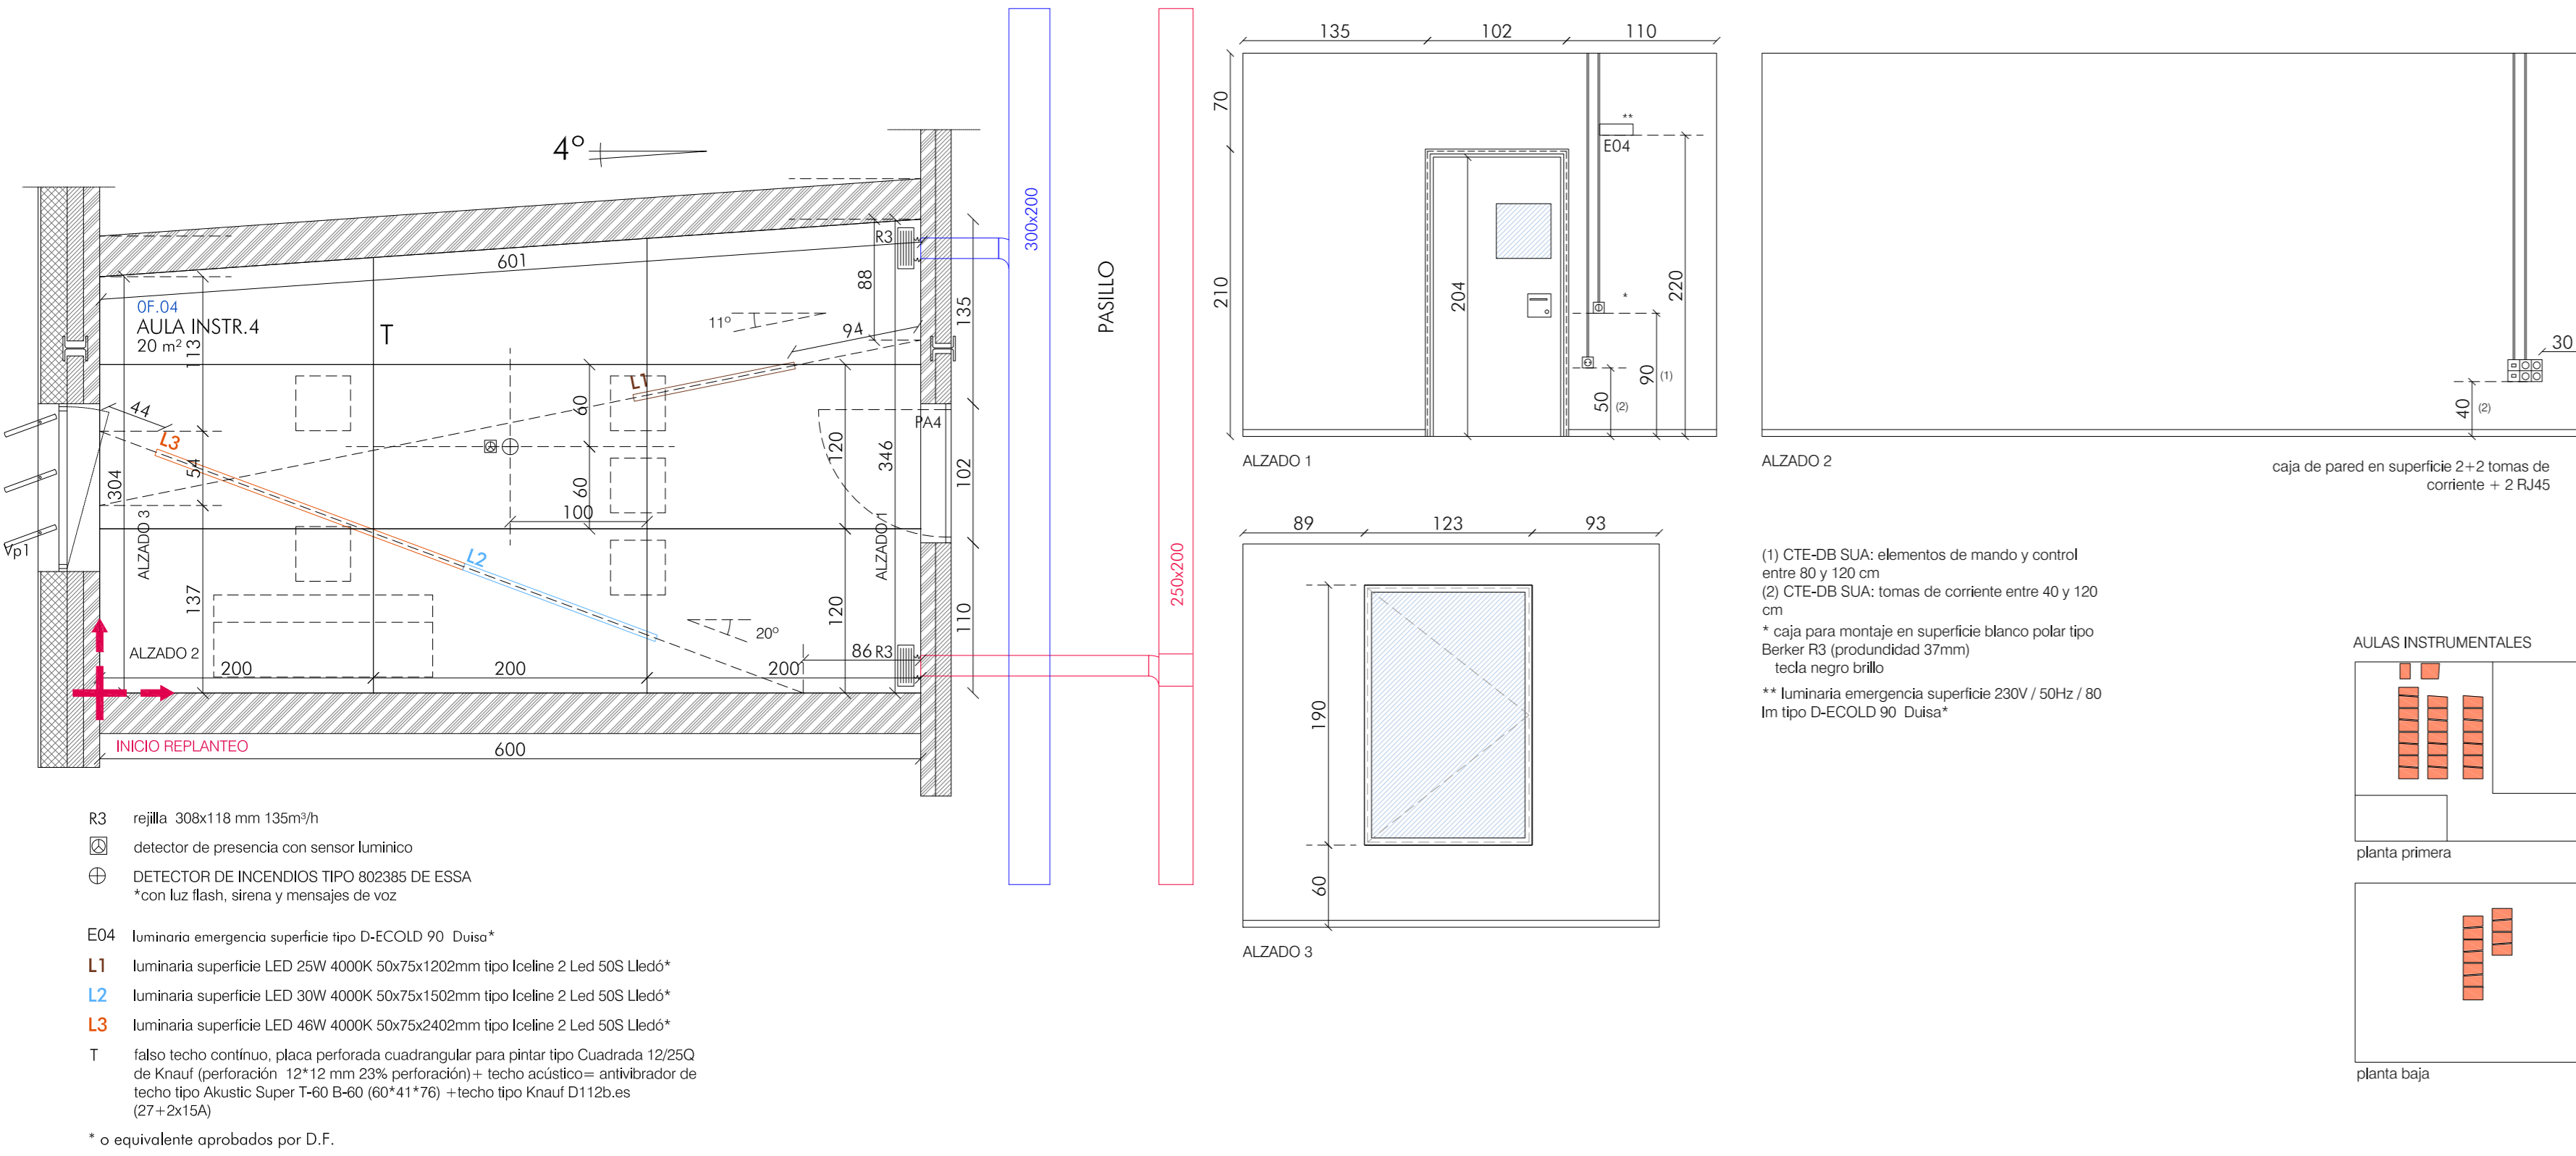 4º
601
0F.04
AULA INSTR.4
20 m²
T
113
R3
88
135
11º
94
L1
44
L3
60
54
304
120
346
PA4
102
60
100
ALZADO 3
ALZADO 1
Vp1
L2
137
120
110
20º
ALZADO 2
86
R3
200
200
200
INICIO REPLANTEO
600
300x200
PASILLO
250x200
R3 rejilla 308x118 mm 135m³/h
detector de presencia con sensor luminico
DETECTOR DE INCENDIOS TIPO 802385 DE ESSA
*con luz flash, sirena y mensajes de voz
E04 luminaria emergencia superficie tipo D-ECOLD 90 Duisa*
L1 luminaria superficie LED 25W 4000K 50x75x1202mm tipo Iceline 2 Led 50S Lledó*
L2 luminaria superficie LED 30W 4000K 50x75x1502mm tipo Iceline 2 Led 50S Lledó*
L3 luminaria superficie LED 46W 4000K 50x75x2402mm tipo Iceline 2 Led 50S Lledó*
T falso techo contínuo, placa perforada cuadrangular para pintar tipo Cuadrada 12/25Q
de Knauf (perforación 12*12 mm 23% perforación)+ techo acústico= antivibrador de
techo tipo Akustic Super T-60 B-60 (60*41*76) +techo tipo Knauf D112b.es
(27+2x15A)
* o equivalente aprobados por D.F.
135
102
110
70
210
204
**
E04
*
220
90 (1)
50 (2)
ALZADO 1
30
40 (2)
ALZADO 2
caja de pared en superficie 2+2 tomas de
corriente + 2 RJ45
89
123
93
190
60
ALZADO 3
(1) CTE-DB SUA: elementos de mando y control
entre 80 y 120 cm
(2) CTE-DB SUA: tomas de corriente entre 40 y 120
cm
* caja para montaje en superficie blanco polar tipo
Berker R3 (produndidad 37mm)
tecla negro brillo
** luminaria emergencia superficie 230V / 50Hz / 80
lm tipo D-ECOLD 90 Duisa*
AULAS INSTRUMENTALES
planta primera
planta baja